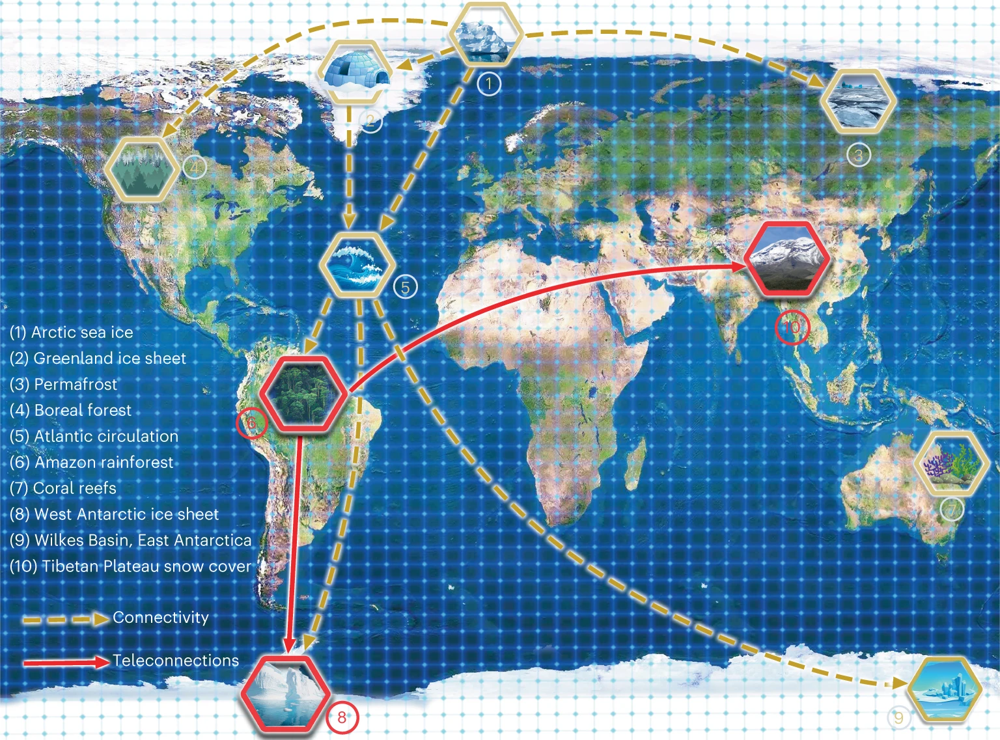 1
2
3
4
5
10
(1) Arctic sea ice
(2) Greenland ice sheet
(3) Permafrost
(4) Boreal forest
(5) Atlantic circulation
(6) Amazon rainforest
(7) Coral reefs
(8) West Antarctic ice sheet
(9) Wilkes Basin, East Antarctica
(10) Tibetan Plateau snow cover
6
7
Connectivity
Teleconnections
8
9